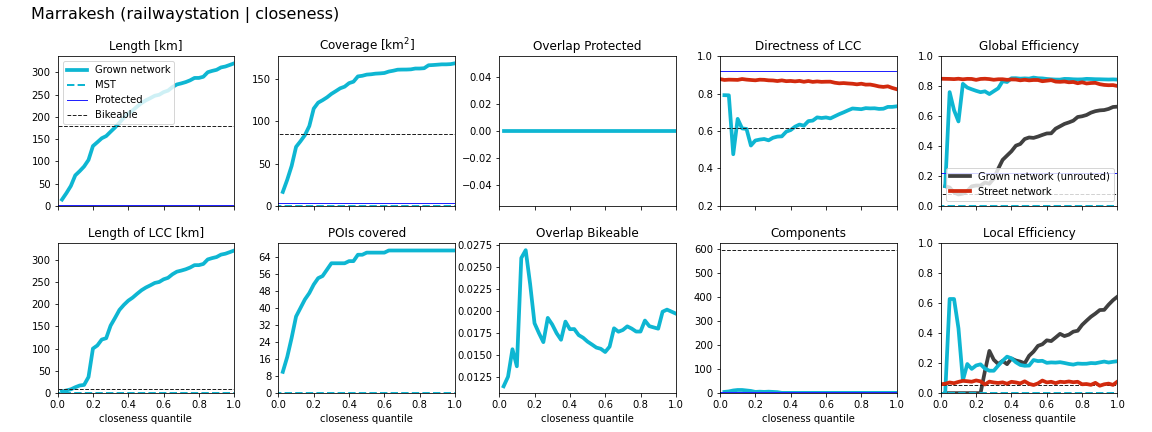 Marrakesh (railwaystation | closeness)
Length [km]
300
250
200
150
100
50
0
Grown network
MST
Protected
Bikeable
Coverage [km²]
150
100
50
0
Overlap Protected
0.04
0.02
0.00
−0.02
−0.04
Directness of LCC
1.0
0.8
0.6
0.4
0.2
Global Efficiency
1.0
0.8
0.6
0.4
0.2
0.0
Grown network (unrouted)
Street network
Length of LCC [km]
300
250
200
150
100
50
0
0.0 0.2 0.4 0.6 0.8 1.0
closeness quantile
POIs covered
64
56
48
40
32
24
16
8
0
0.0 0.2 0.4 0.6 0.8 1.0
closeness quantile
Overlap Bikeable
0.0275
0.0250
0.0225
0.0200
0.0175
0.0150
0.0125
0.0 0.2 0.4 0.6 0.8 1.0
closeness quantile
Components
600
500
400
300
200
100
0
0.0 0.2 0.4 0.6 0.8 1.0
closeness quantile
Local Efficiency
1.0
0.8
0.6
0.4
0.2
0.0
0.0 0.2 0.4 0.6 0.8 1.0
closeness quantile